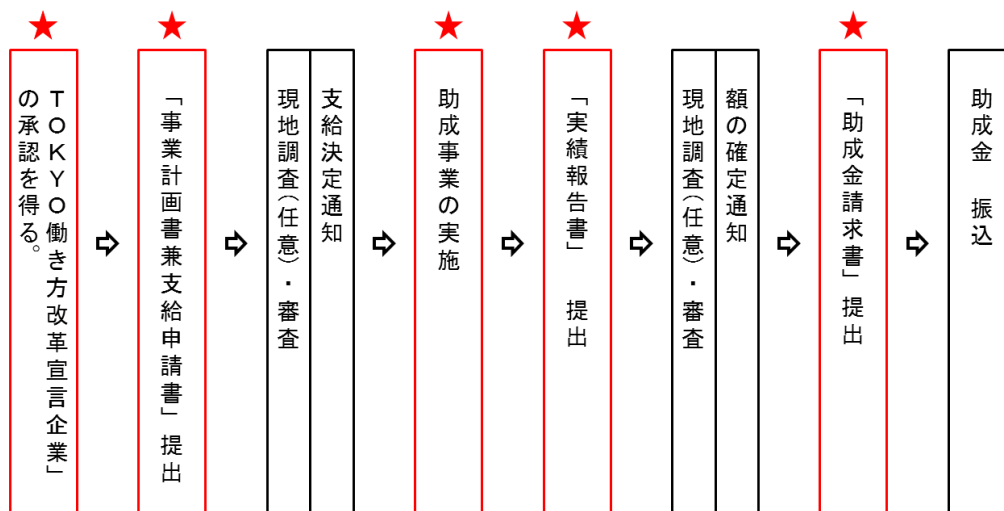 ★
★
★
★
★
「TOKYO働き方改革宣言企業」
の承認を得る。
⇨
「事業計画書兼支給申請書」提出
⇨
現地調査(任意)・審査
支給決定通知
⇨
助成事業の実施
⇨
「実績報告書」 提出
⇨
現地調査(任意)・審査
額の確定通知
⇨
「助成金請求書」提出
⇨
助成金 振込